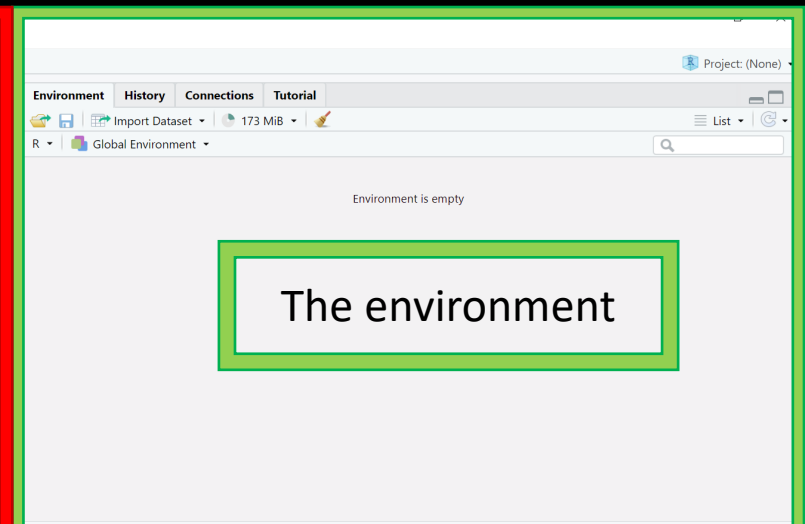 Project: (None)
Environment History Connections Tutorial
Import Dataset 173 MiB List
R Global Environment
Environment is empty
The environment